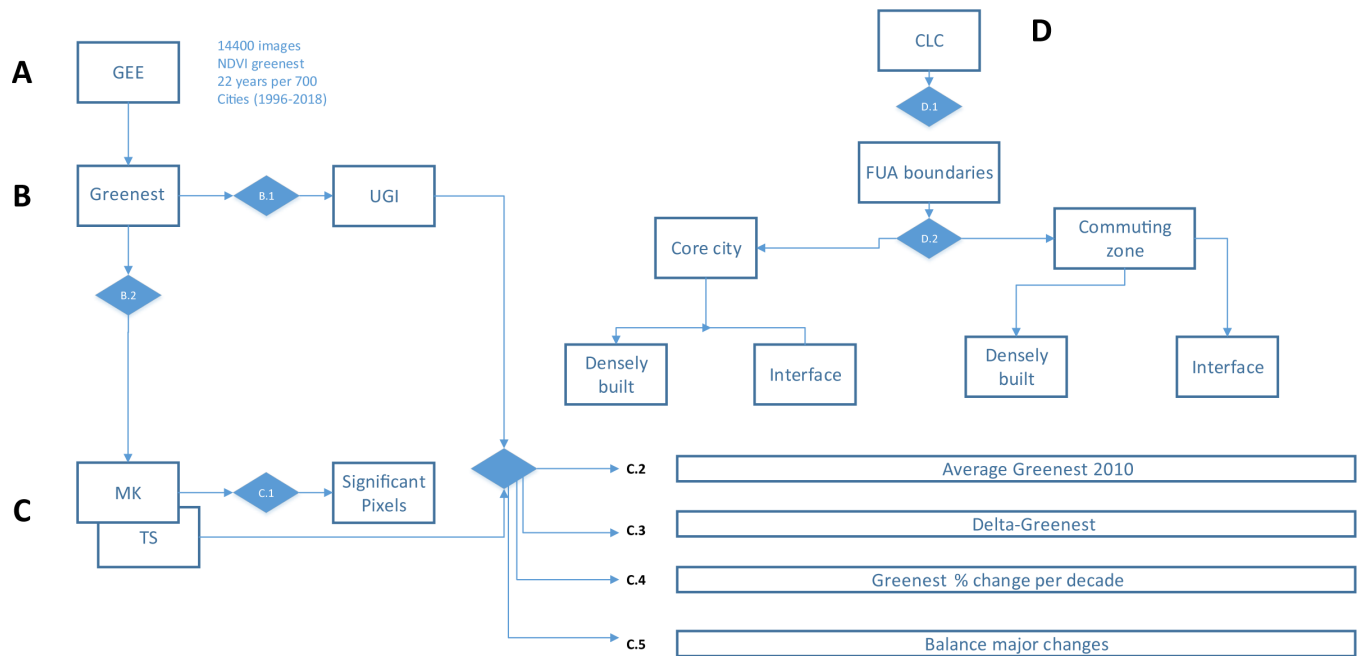 A
GEE
14400 images
NDVI greenest
22 years per 700
Cities (1996-2018)
CLC
D
D.1
FUA boundaries
B
Greenest
B.1
UGI
D.2
Core city
Commuting
zone
B.2
Densely
built
Interface
Densely
built
Interface
C
MK
TS
C.1
Significant
Pixels
C.2
Average Greenest 2010
C.3
Delta-Greenest
C.4
Greenest % change per decade
C.5
Balance major changes